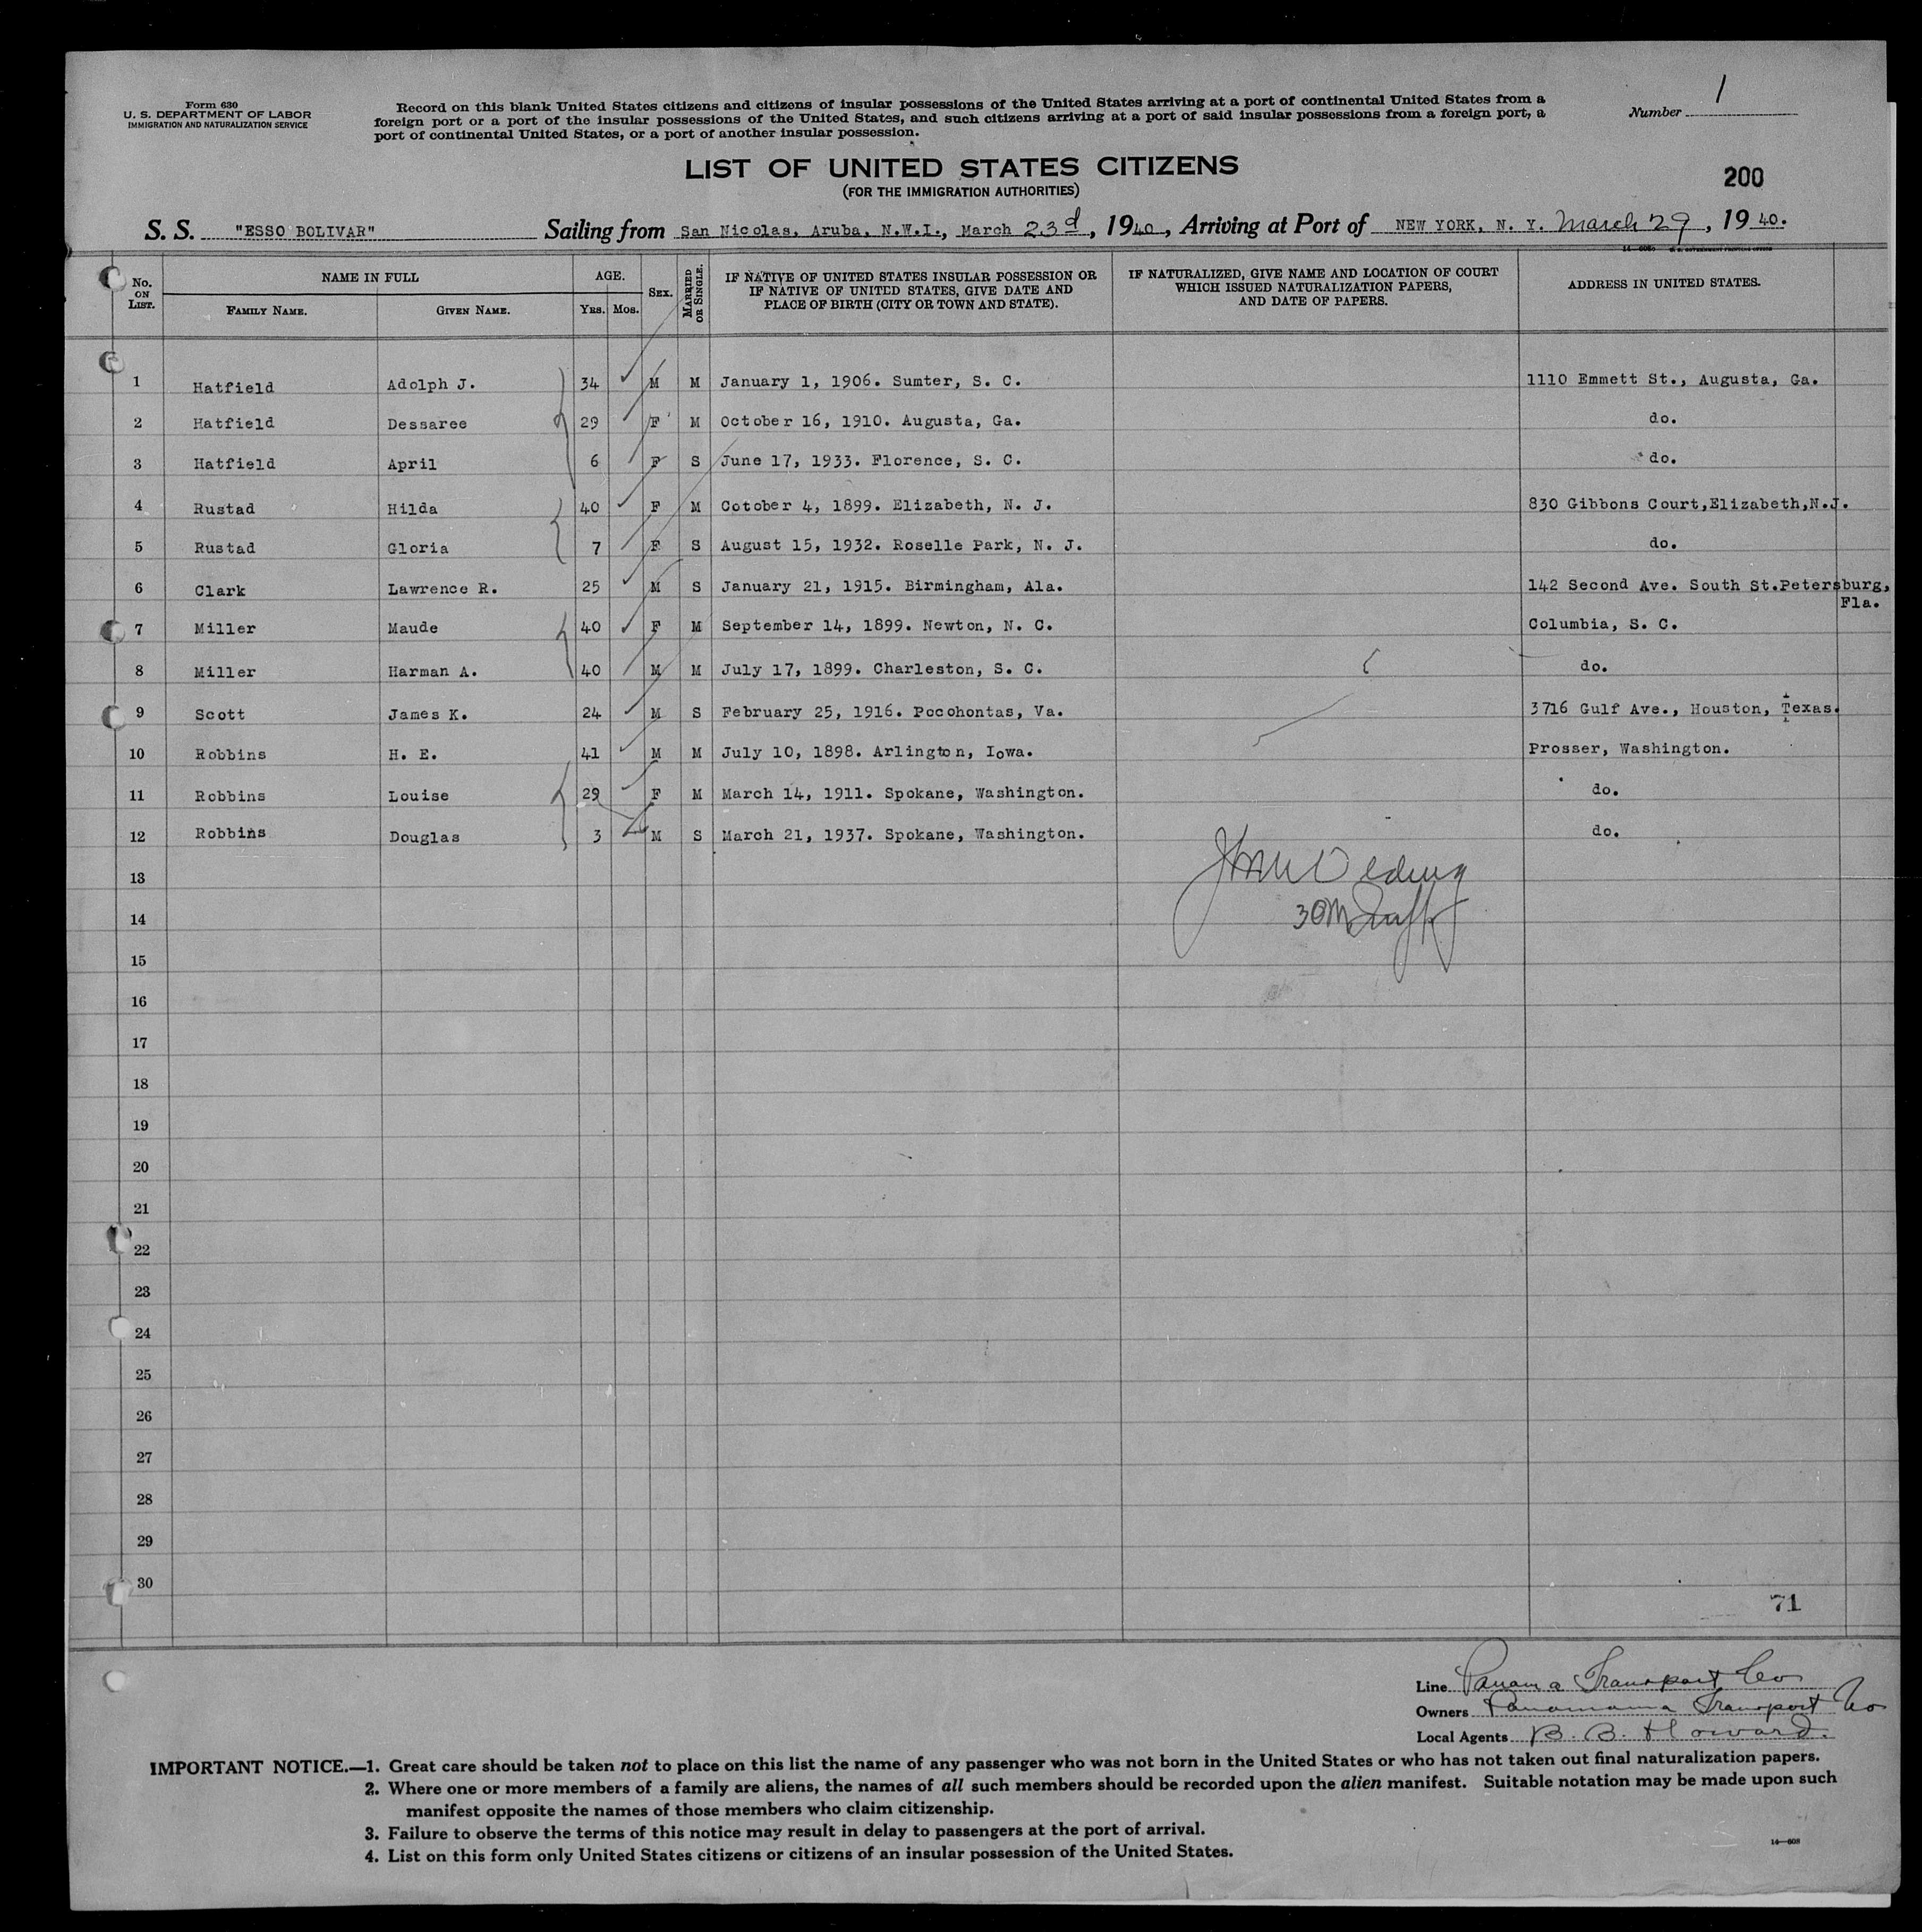 Form 630
U. S. DEPARTMENT OF LABOR
IMMIGRATION AND NATURALIZATION SERVICE
Record on this blank United States citizens and citizens of insular possessions of the United States arriving at a port of continental United States from a
foreign port or a port of the insular possessions of the United States, and such citizens arriving at a port of said insular possessions from a foreign port, a
port of continental United States, or a port of another insular possession.
Number 1
LIST OF UNITED STATES CITIZENS
(FOR THE IMMIGRATION AUTHORITIES)
200
S. S. "ESSO BOLIVAR" Sailing from San Nicolas, Aruba, N.W.I., March 23d, 1940, Arriving at Port of NEW YORK, N. Y. March 29, 1940.
No. ON LIST. NAME IN FULL AGE. SEX. MARRIED OR SINGLE. IF NATIVE OF UNITED STATES INSULAR POSSESSION OR IF NATIVE OF UNITED STATES, GIVE DATE AND PLACE OF BIRTH (CITY OR TOWN AND STATE). IF NATURALIZED, GIVE NAME AND LOCATION OF COURT WHICH ISSUED NATURALIZATION PAPERS, AND DATE OF PAPERS. ADDRESS IN UNITED STATES.
FAMILY NAME. GIVEN NAME. YRS. MOS.
1 Hatfield Adolph J. 34 M M January 1, 1906. Sumter, S. C. 1110 Emmett St., Augusta, Ga.
2 Hatfield Dessaree 29 F M October 16, 1910. Augusta, Ga. do.
3 Hatfield April 6 F S June 17, 1933. Florence, S. C. do.
4 Rustad Hilda 40 F M Cotober 4, 1899. Elizabeth, N. J. 830 Gibbons Court,Elizabeth,N.J.
5 Rustad Gloria 7 F S August 15, 1932. Roselle Park, N. J. do.
6 Clark Lawrence R. 25 M S January 21, 1915. Birmingham, Ala. 142 Second Ave. South St.Petersburg,
Fla.
7 Miller Maude 40 F M September 14, 1899. Newton, N. C. Columbia, S. C.
8 Miller Harman A. 40 M M July 17, 1899. Charleston, S. C. do.
9 Scott James K. 24 M S February 25, 1916. Pocohontas, Va. 3716 Gulf Ave., Houston, Texas.
10 Robbins H. E. 41 M M July 10, 1898. Arlington, Iowa. Prosser, Washington.
11 Robbins Louise 29 F M March 14, 1911. Spokane, Washington. do.
12 Robbins Douglas 3 M S March 21, 1937. Spokane, Washington. do.
13
14
15
16
17
18
19
20
21
22
23
24
25
26
27
28
29
30
71
Line Panama Transport Co
Owners Panamama Transport Co
Local Agents B. B. Howard.
IMPORTANT NOTICE.—1. Great care should be taken not to place on this list the name of any passenger who was not born in the United States or who has not taken out final naturalization papers.
2. Where one or more members of a family are aliens, the names of all such members should be recorded upon the alien manifest. Suitable notation may be made upon such
manifest opposite the names of those members who claim citizenship.
3. Failure to observe the terms of this notice may result in delay to passengers at the port of arrival.
4. List on this form only United States citizens or citizens of an insular possession of the United States.
14—608